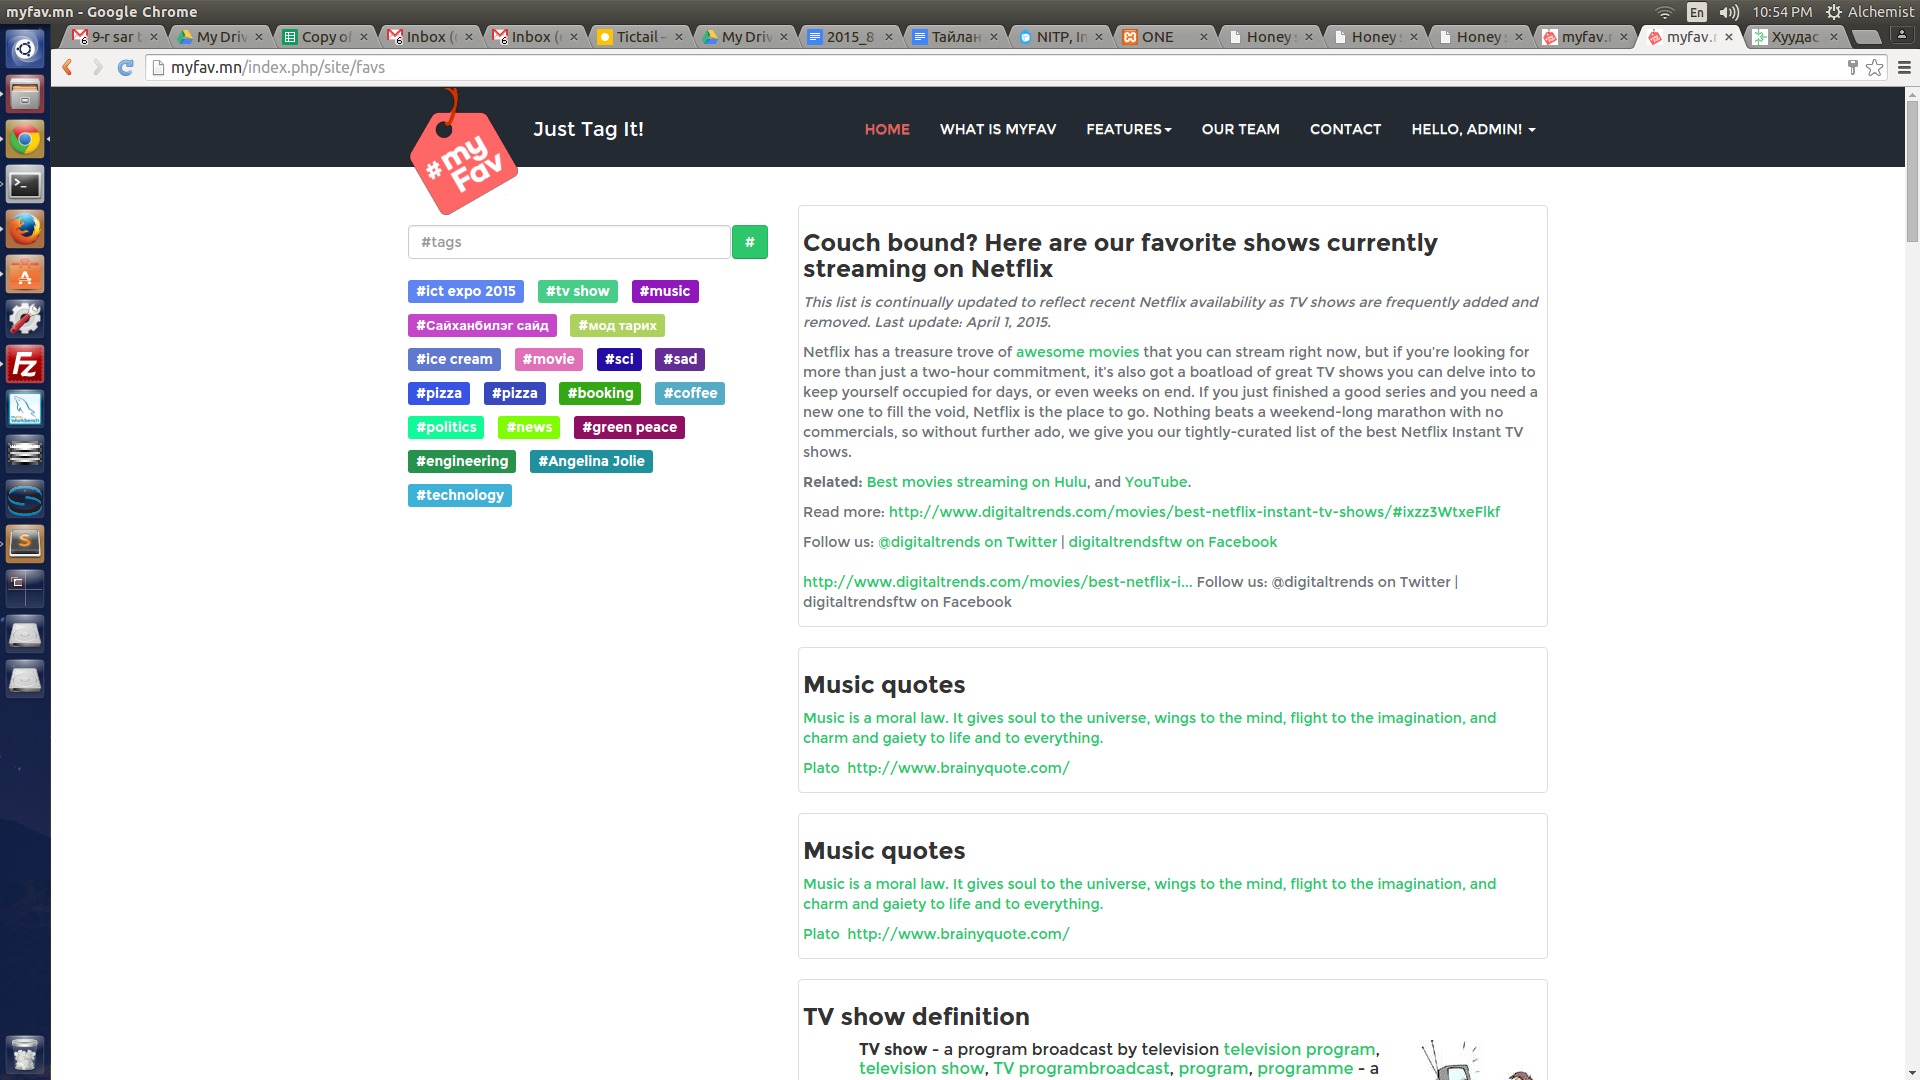 myfav.mn - Google Chrome
En
10:54 PM
Alchemist
9-r sar t
My Driv
Copy of
Inbox (
Inbox (
Tictail –
My Driv
2015_8
Тайлан
NITP, In
ONE
Honey
Honey
Honey
myfav.r
myfav.r
Хуудас
myfav.mn/index.php/site/favs
#my
Fav
Just Tag It!
HOME
WHAT IS MYFAV
FEATURES
OUR TEAM
CONTACT
HELLO, ADMIN!
#tags
#
#ict expo 2015
#tv show
#music
#Сайханбилэг сайд
#мод тарих
#ice cream
#movie
#sci
#sad
#pizza
#pizza
#booking
#coffee
#politics
#news
#green peace
#engineering
#Angelina Jolie
#technology
Couch bound? Here are our favorite shows currently
streaming on Netflix
This list is continually updated to reflect recent Netflix availability as TV shows are frequently added and
removed. Last update: April 1, 2015.
Netflix has a treasure trove of awesome movies that you can stream right now, but if you’re looking for
more than just a two-hour commitment, it’s also got a boatload of great TV shows you can delve into to
keep yourself occupied for days, or even weeks on end. If you just finished a good series and you need a
new one to fill the void, Netflix is the place to go. Nothing beats a weekend-long marathon with no
commercials, so without further ado, we give you our tightly-curated list of the best Netflix Instant TV
shows.
Related: Best movies streaming on Hulu, and YouTube.
Read more: http://www.digitaltrends.com/movies/best-netflix-instant-tv-shows/#ixzz3WtxeFlkf
Follow us: @digitaltrends on Twitter | digitaltrendsftw on Facebook
http://www.digitaltrends.com/movies/best-netflix-i... Follow us: @digitaltrends on Twitter |
digitaltrendsftw on Facebook
Music quotes
Music is a moral law. It gives soul to the universe, wings to the mind, flight to the imagination, and
charm and gaiety to life and to everything.
Plato http://www.brainyquote.com/
Music quotes
Music is a moral law. It gives soul to the universe, wings to the mind, flight to the imagination, and
charm and gaiety to life and to everything.
Plato http://www.brainyquote.com/
TV show definition
TV show - a program broadcast by television television program,
television show, TV programbroadcast, program, programme - a